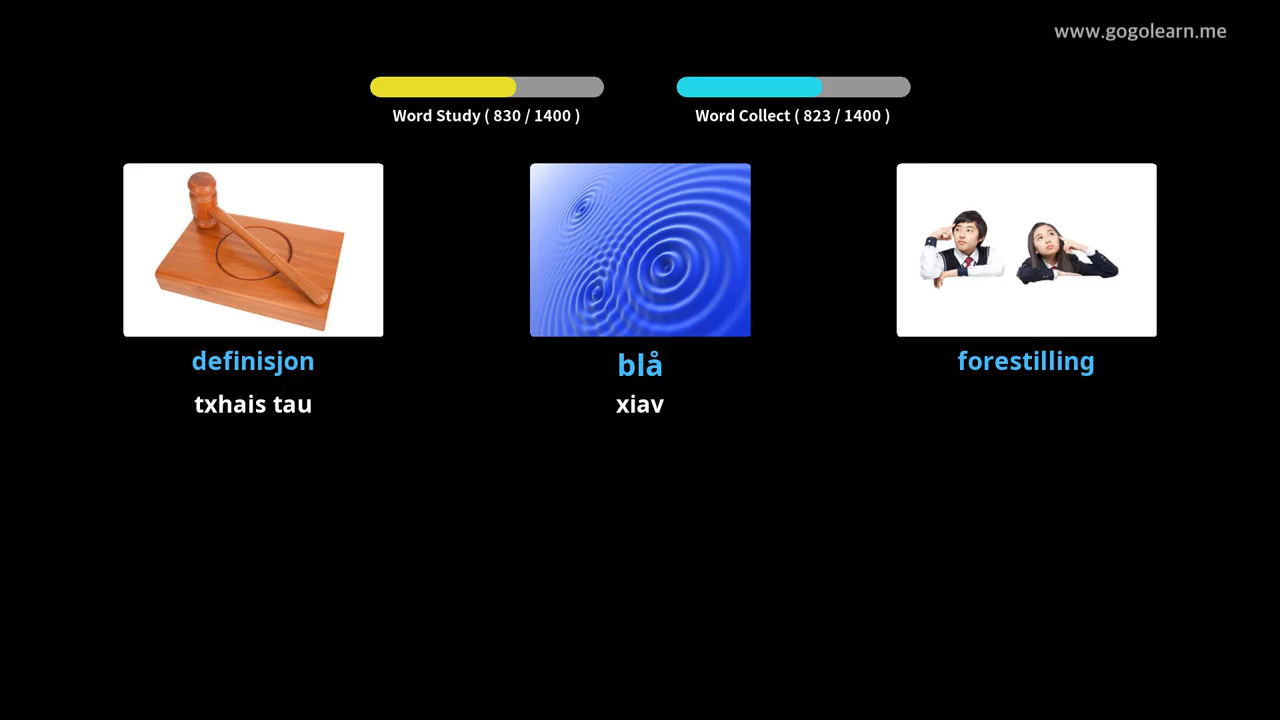 www.gogolearn.me
Word Study ( 830 / 1400 )
Word Collect ( 823 / 1400 )
definisjon
blå
forestilling
txhais tau
xiav